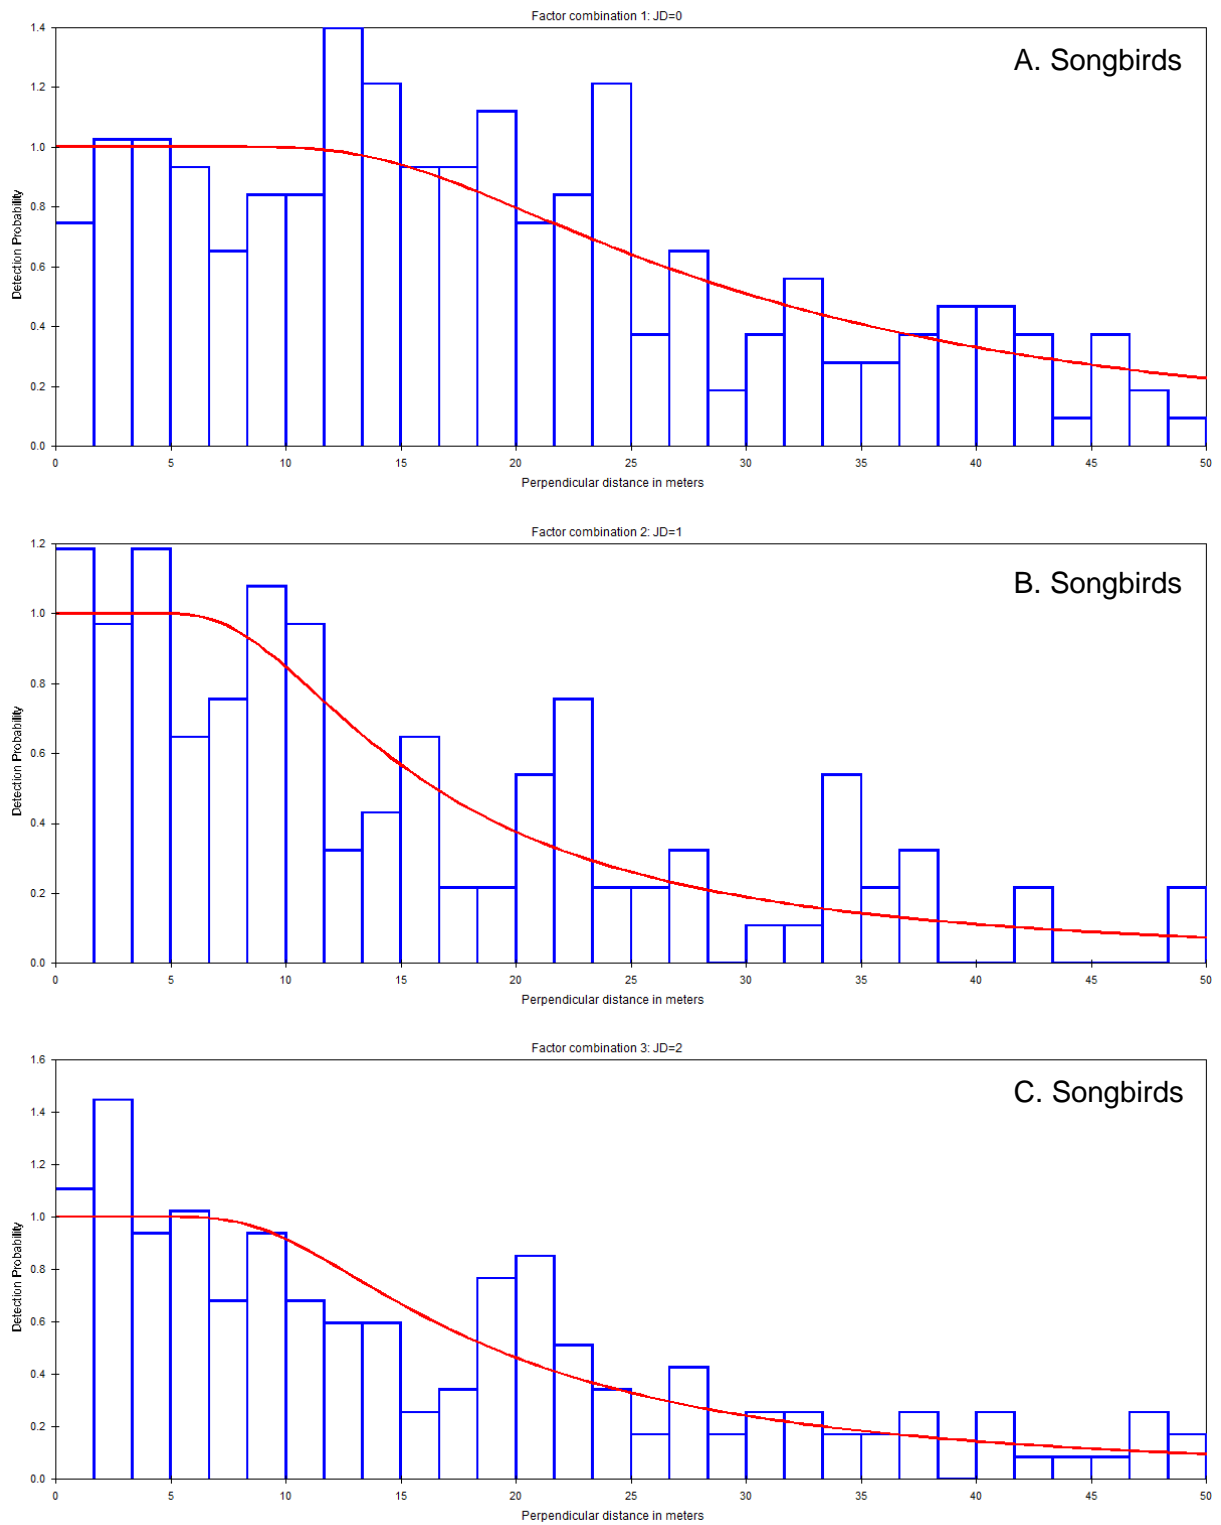 Factor combination 1: JD=0
A. Songbirds
Detection Probability
1.4
1.2
1.0
0.8
0.6
0.4
0.2
0.0
0 5 10 15 20 25 30 35 40 45 50
Perpendicular distance in meters
Factor combination 2: JD=1
B. Songbirds
Detection Probability
1.2
1.0
0.8
0.6
0.4
0.2
0.0
0 5 10 15 20 25 30 35 40 45 50
Perpendicular distance in meters
Factor combination 3: JD=2
C. Songbirds
Detection Probability
1.6
1.4
1.2
1.0
0.8
0.6
0.4
0.2
0.0
0 5 10 15 20 25 30 35 40 45 50
Perpendicular distance in meters